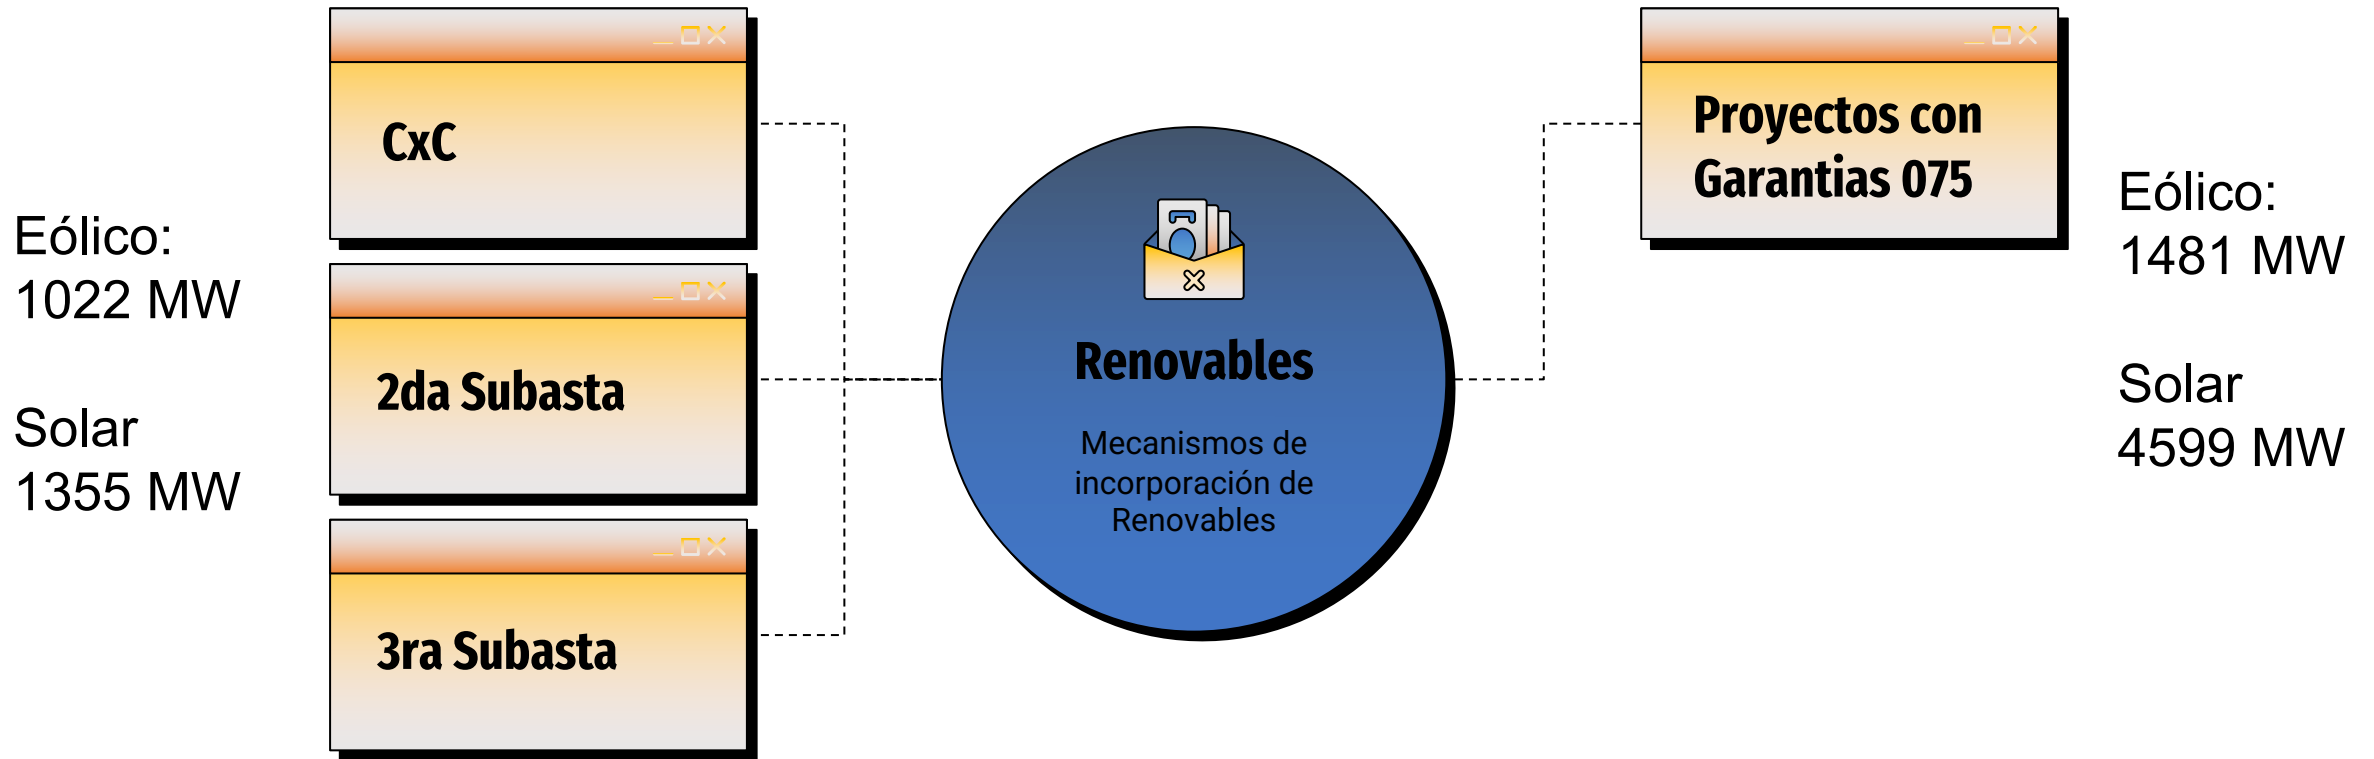 Eólico:
1022 MW
Solar
1355 MW
CxC
2da Subasta
3ra Subasta
Renovables
Mecanismos de
incorporación de
Renovables
Proyectos con
Garantias 075
Eólico:
1481 MW
Solar
4599 MW